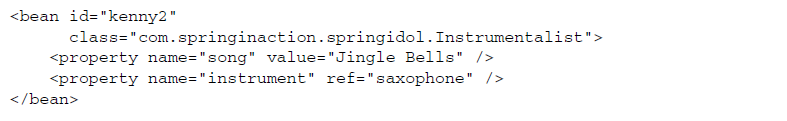 <bean id="kenny2"
      class="com.springinaction.springidol.Instrumentalist">
    <property name="song" value="Jingle Bells" />
    <property name="instrument" ref="saxophone" />
</bean>